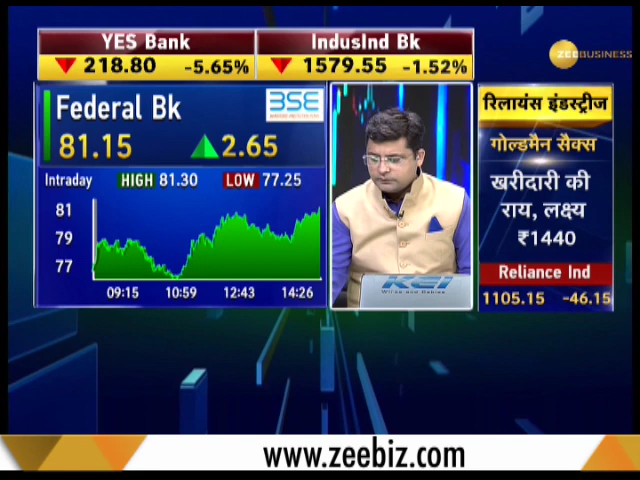 YES Bank
218.80 -5.65%
IndusInd Bk
1579.55 -1.52%
ZEE BUSINESS
Federal Bk
BSE
81.15 2.65
Intraday HIGH 81.30 LOW 77.25
81
79
77
09:15 10:59 12:43 14:26
KEI
Wires and Cables
रिलायंस इंडस्ट्रीज
गोल्डमैन सैक्स
खरीदारी की
राय, लक्ष्य
₹1440
Reliance Ind
1105.15 -46.15
www.zeebiz.com